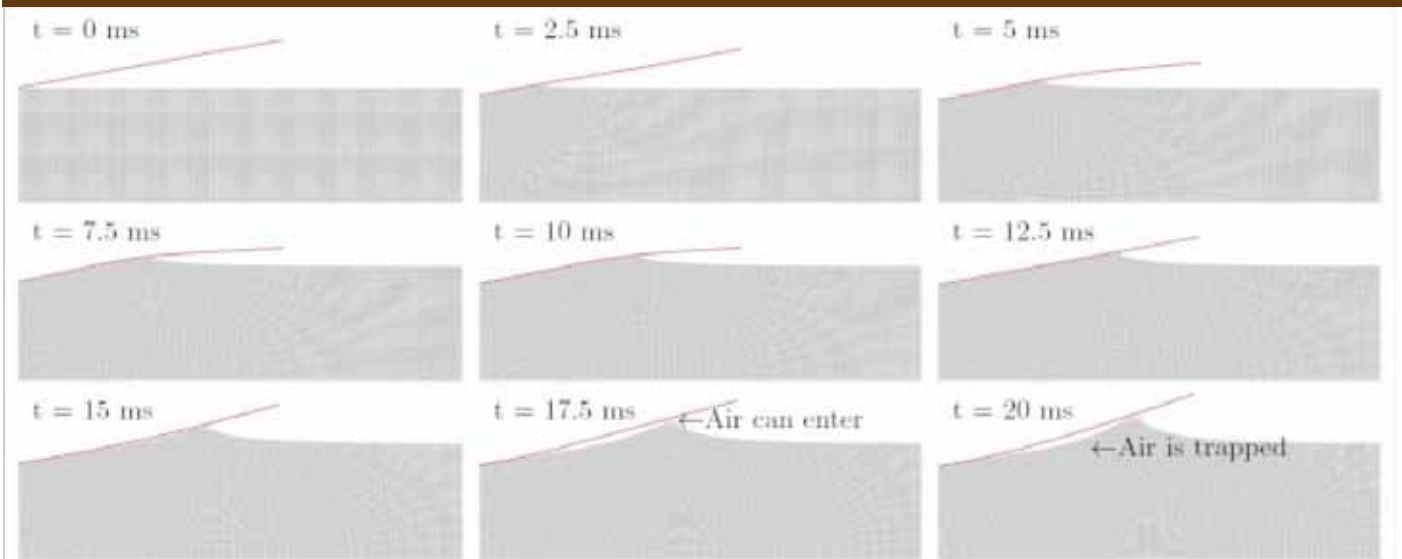 t = 0 ms
t = 2.5 ms
t = 5 ms
t = 7.5 ms
t = 10 ms
t = 12.5 ms
t = 15 ms
t = 17.5 ms
←Air can enter
t = 20 ms
←Air is trapped